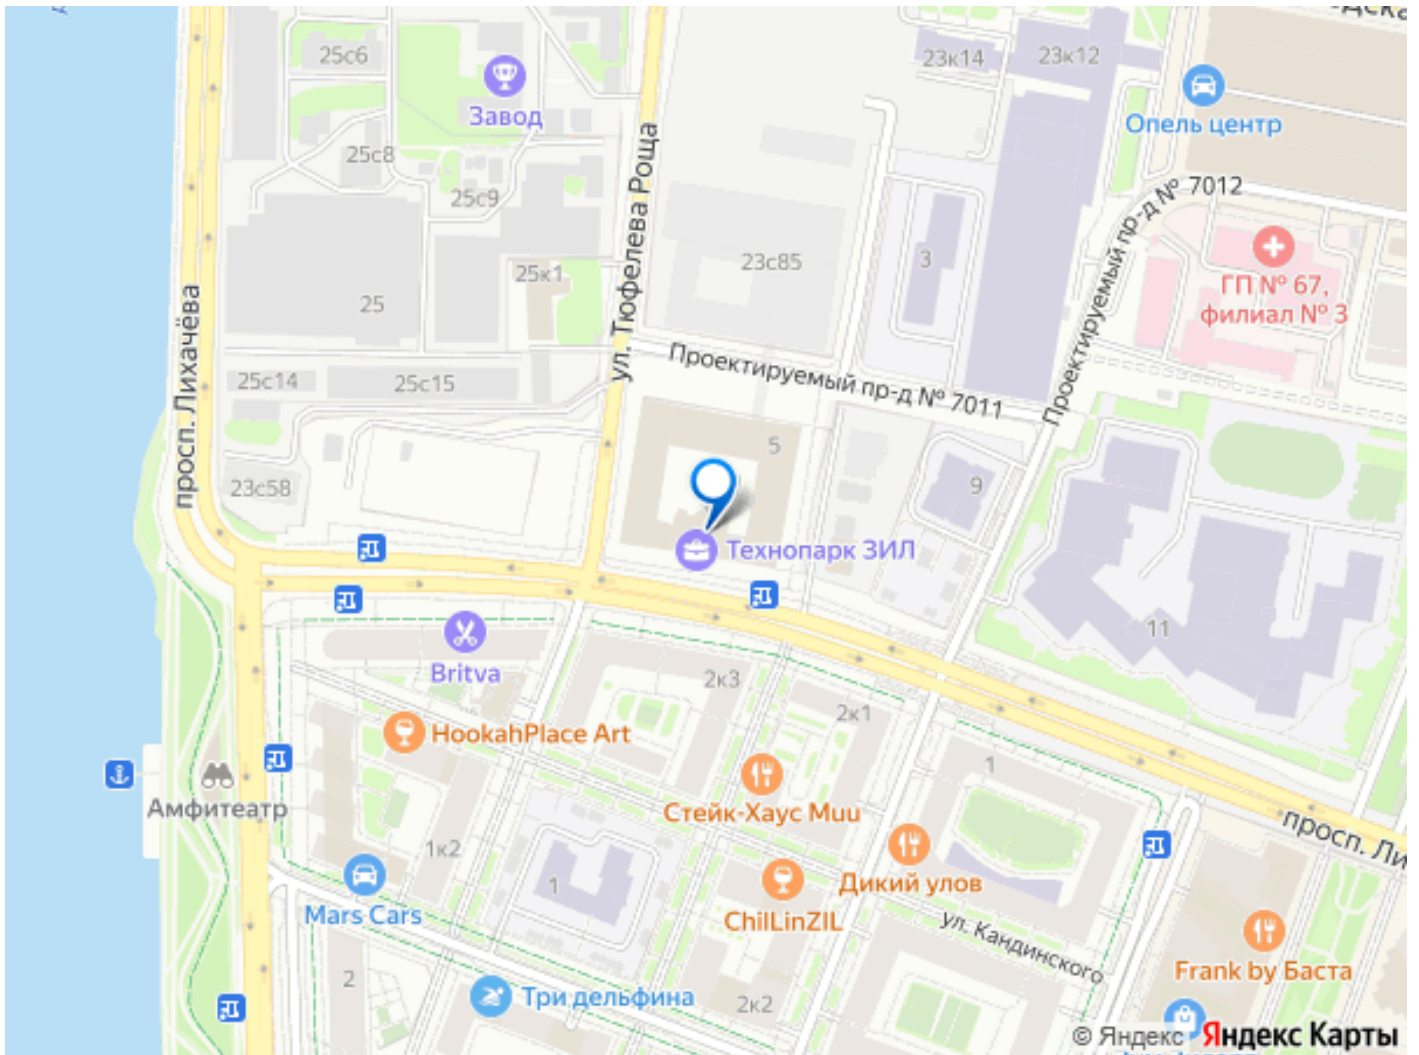 25с6
Завод
23к14
23к12
Опель центр
25с8
25с9
ул. Тюфелева Роща
Проектируемый пр-д № 7012
23с85
3
25к1
25
ГП № 67,
филиал № 3
просп. Лихачёва
Проектируемый пр-д № 7011
25с14
25с15
5
9
23с58
Технопарк ЗИЛ
11
Britva
2к3
2к1
HookahPlace Art
1
Амфитеатр
Стейк-Хаус Muu
просп. Ли
1к2
1
Дикий улов
Mars Cars
ChilLinZIL
ул. Кандинского
Frank by Баста
2
Три дельфина
2к2
© Яндекс Яндекс Карты